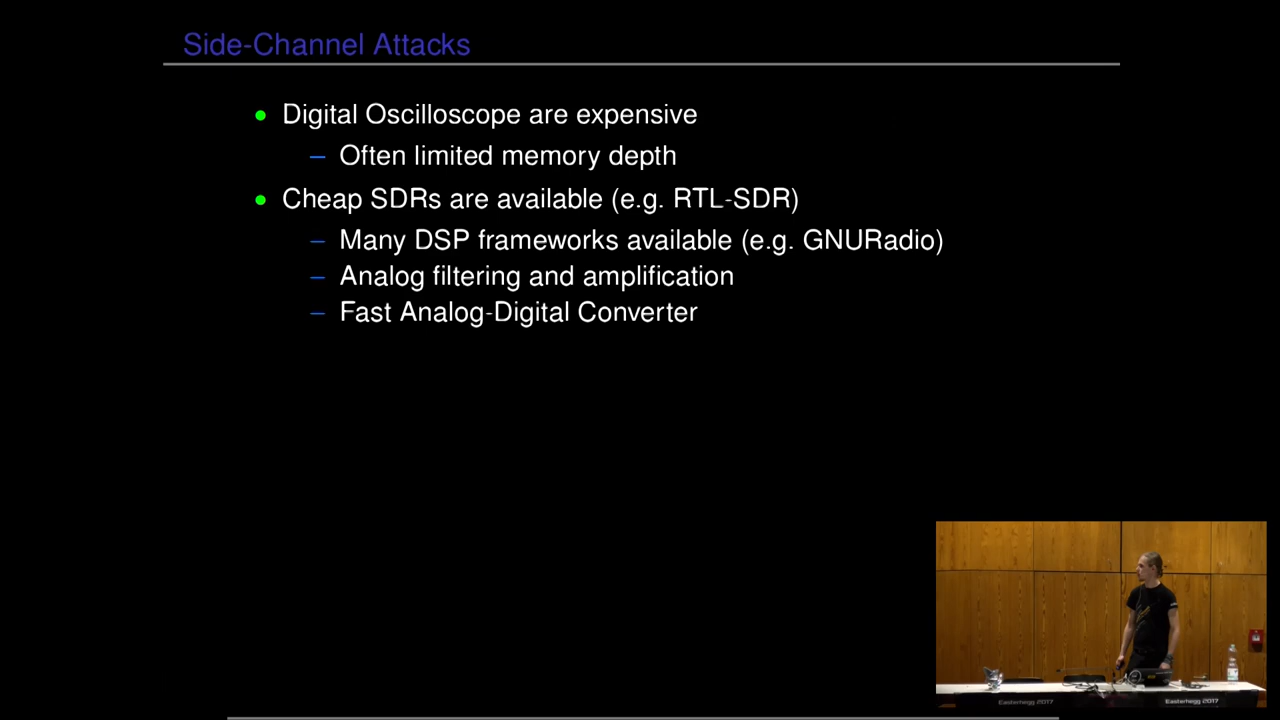 Side-Channel Attacks
• Digital Oscilloscope are expensive
– Often limited memory depth
• Cheap SDRs are available (e.g. RTL-SDR)
– Many DSP frameworks available (e.g. GNURadio)
– Analog filtering and amplification
– Fast Analog-Digital Converter
Easterhegg 2017
Easterhegg 2017